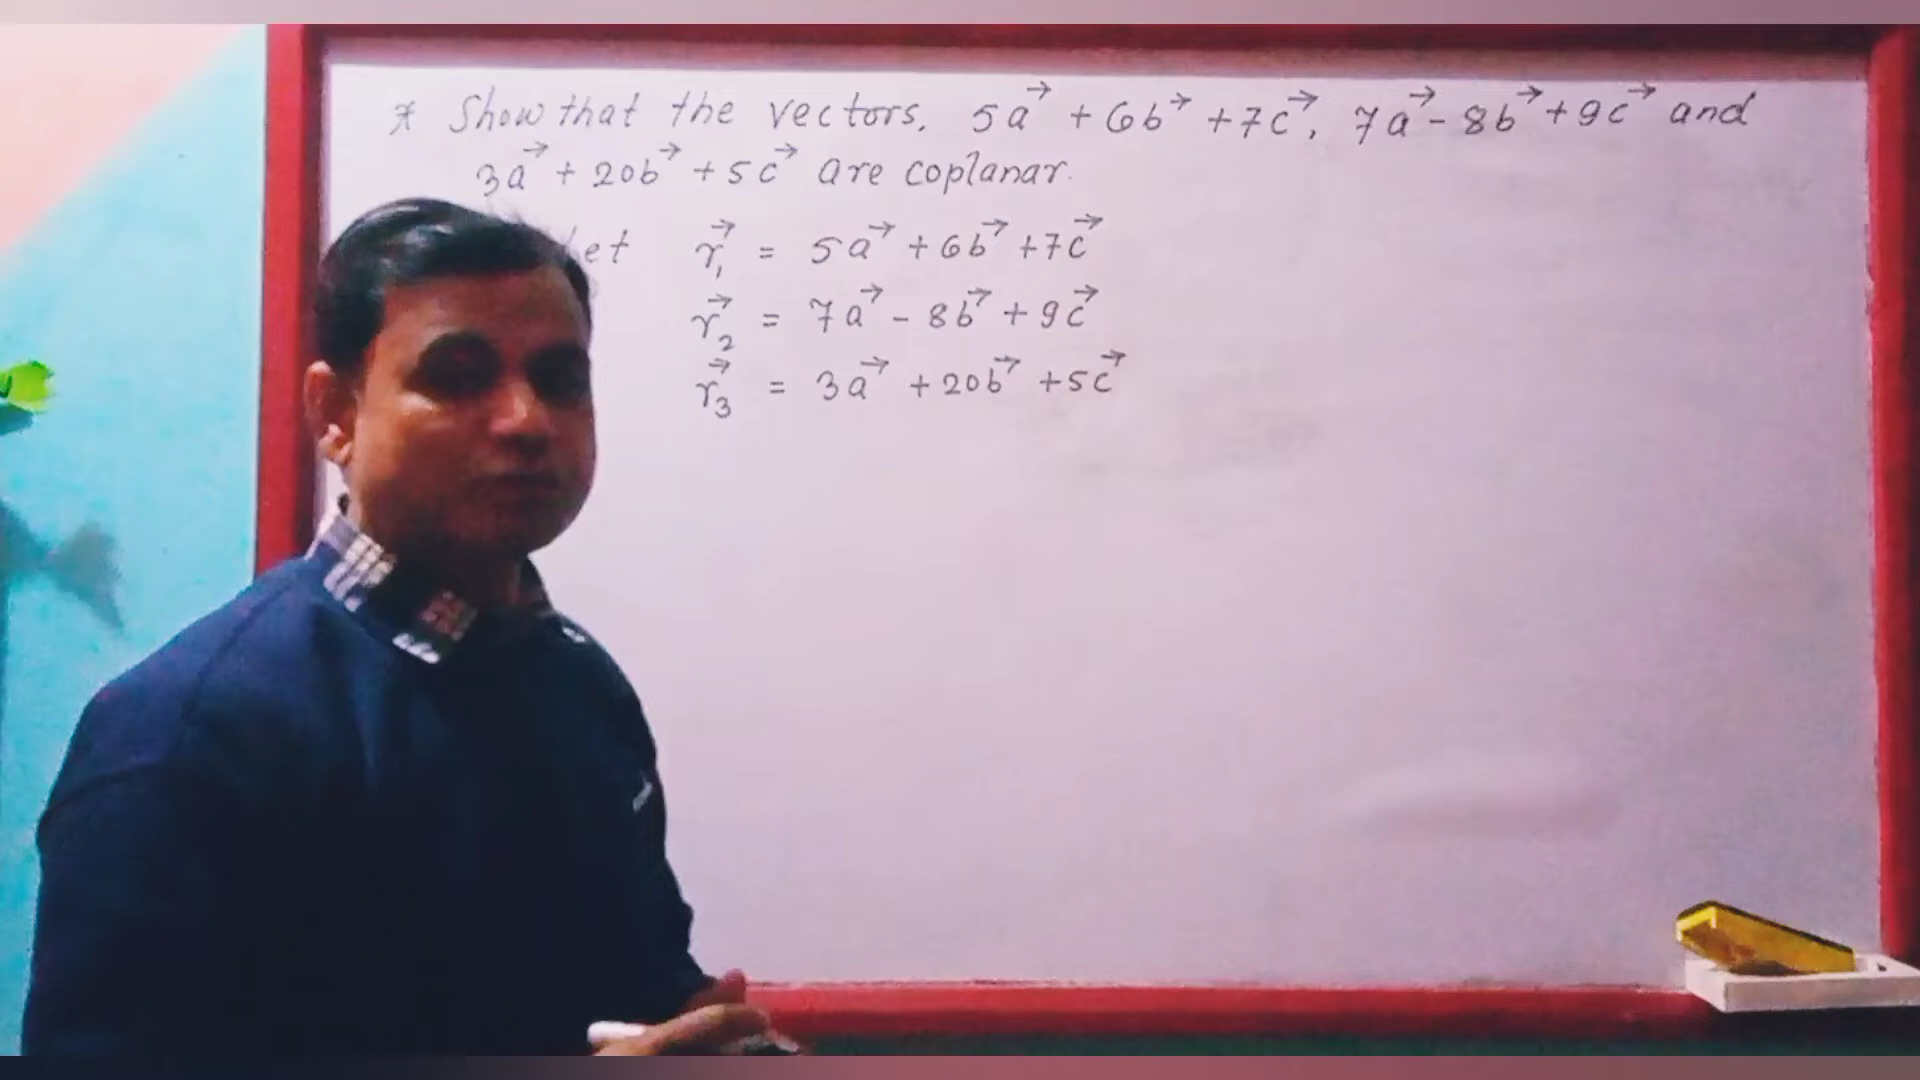 * Show that the vectors, 5a⃗ + 6b⃗ + 7c⃗, 7a⃗ - 8b⃗ + 9c⃗ and
3a⃗ + 20b⃗ + 5c⃗ are coplanar.
Let r⃗₁ = 5a⃗ + 6b⃗ + 7c⃗
r⃗₂ = 7a⃗ - 8b⃗ + 9c⃗
r⃗₃ = 3a⃗ + 20b⃗ + 5c⃗